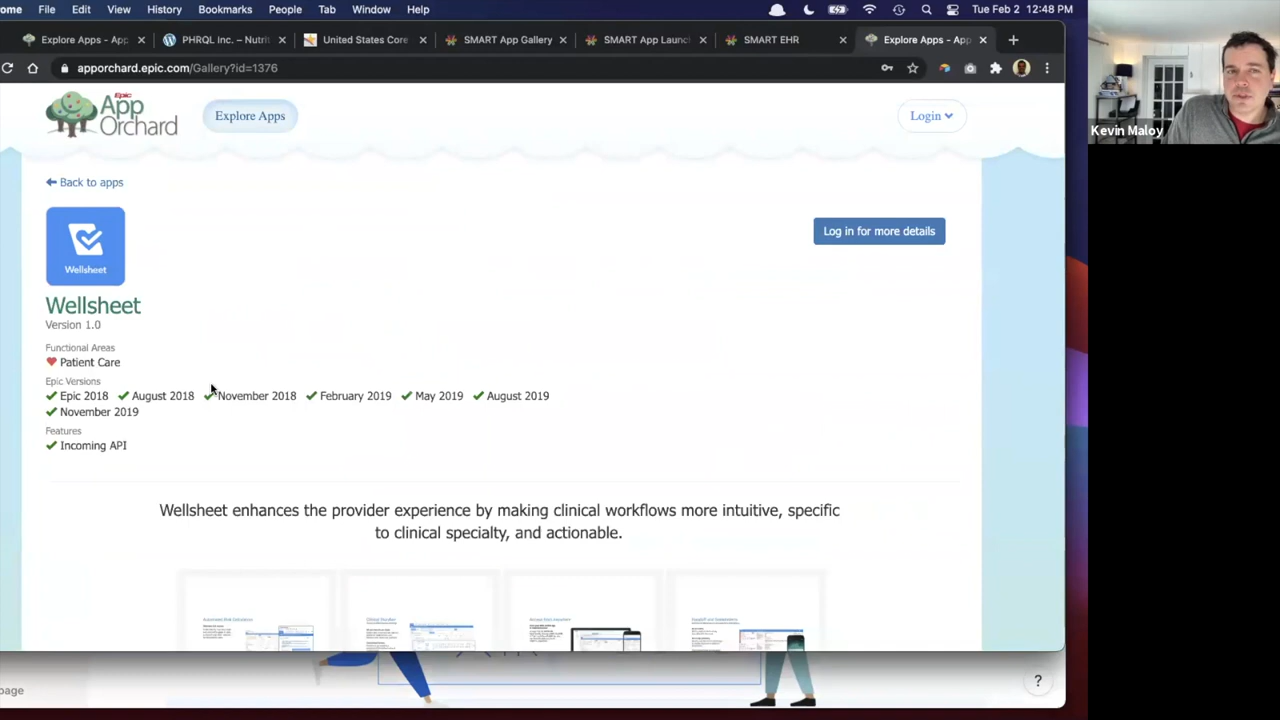 ome File Edit View History Bookmarks People Tab Window Help Tue Feb 2 12:48 PM
Explore Apps - App PHRQL Inc. – Nutrit United States Core SMART App Gallery SMART App Launc SMART EHR Explore Apps - App
apporchard.epic.com/Gallery?id=1376
Epic
App
Orchard
Explore Apps
Login
Kevin Maloy
Back to apps
Log in for more details
Wellsheet
Wellsheet
Version 1.0
Functional Areas
Patient Care
Epic Versions
Epic 2018 August 2018 November 2018 February 2019 May 2019 August 2019
November 2019
Features
Incoming API
Wellsheet enhances the provider experience by making clinical workflows more intuitive, specific
to clinical specialty, and actionable.
page
?